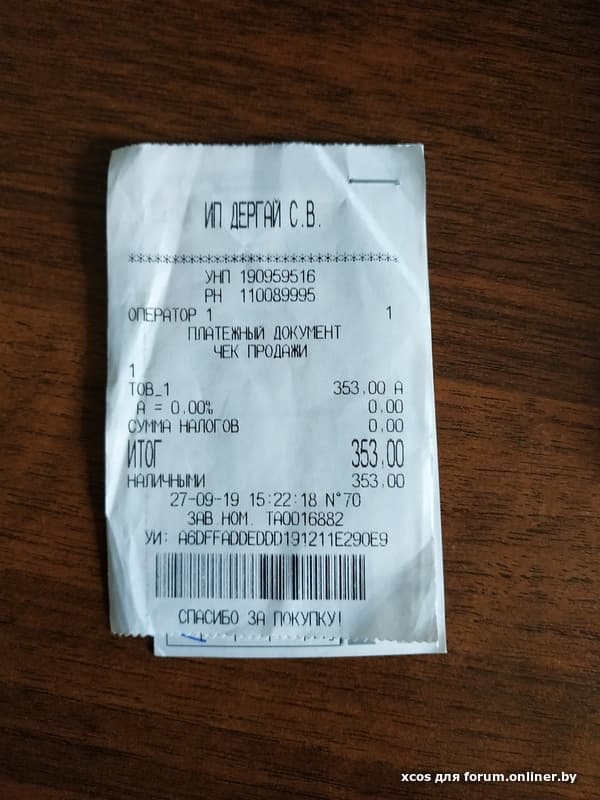 ИП ДЕРГАЙ С.В.
********************************
УНП 190959516
РН 110089995
ОПЕРАТОР 1 1
ПЛАТЕЖНЫЙ ДОКУМЕНТ
ЧЕК ПРОДАЖИ
1
ТОВ_1 353.00 А
А = 0.00% 0.00
СУММА НАЛОГОВ 0.00
ИТОГ 353,00
НАЛИЧНЫМИ 353.00
27-09-19 15:22:18 N°70
ЗАВ НОМ. TA0016882
УИ: A6DFFADDEDDD191211E290E9
СПАСИБО ЗА ПОКУПКУ!
xcos для forum.onliner.by